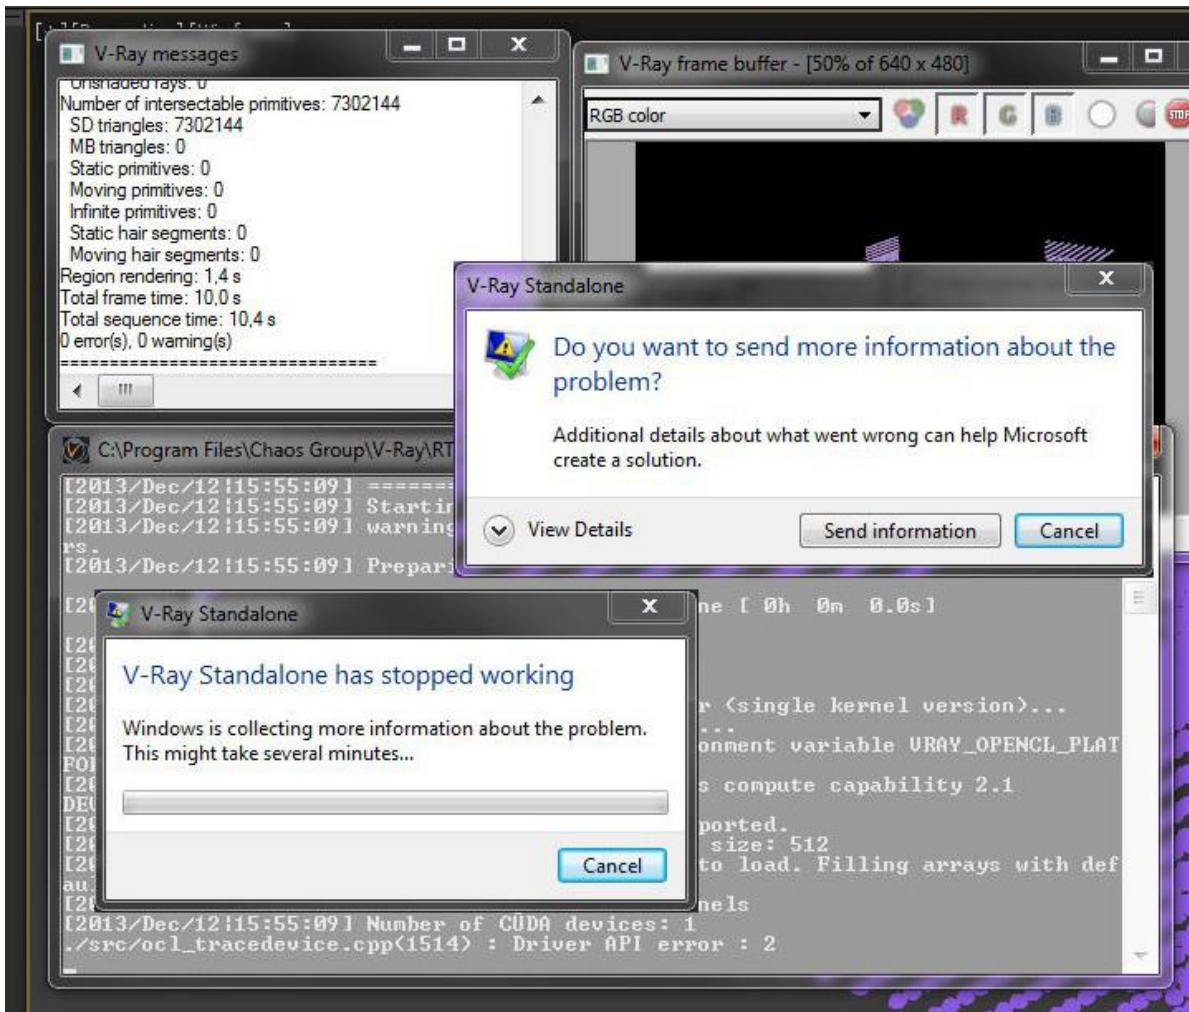 V-Ray messages
Unshaded rays: 0
Number of intersectable primitives: 7302144
SD triangles: 7302144
MB triangles: 0
Static primitives: 0
Moving primitives: 0
Infinite primitives: 0
Static hair segments: 0
Moving hair segments: 0
Region rendering: 1,4 s
Total frame time: 10,0 s
Total sequence time: 10,4 s
0 error(s), 0 warning(s)
================================
V-Ray frame buffer - [50% of 640 x 480]
RGB color
R G B
STOP
V-Ray Standalone
Do you want to send more information about the
problem?
Additional details about what went wrong can help Microsoft
create a solution.
View Details
Send information
Cancel
C:\Program Files\Chaos Group\V-Ray\RT
[2013/Dec/12|15:55:09] =======
[2013/Dec/12|15:55:09] Startin
[2013/Dec/12|15:55:09] warning
rs.
[2013/Dec/12|15:55:09] Prepari
ne [ 0h 0m 0.0s]
V-Ray Standalone
V-Ray Standalone has stopped working
Windows is collecting more information about the problem.
This might take several minutes...
Cancel
r (single kernel version)...
...
onment variable VRAY_OPENCL_PLAT
s compute capability 2.1
ported.
size: 512
to load. Filling arrays with def
au
nels
[2013/Dec/12|15:55:09] Number of CUDA devices: 1
./src/ocl_tracedevice.cpp(1514) : Driver API error : 2